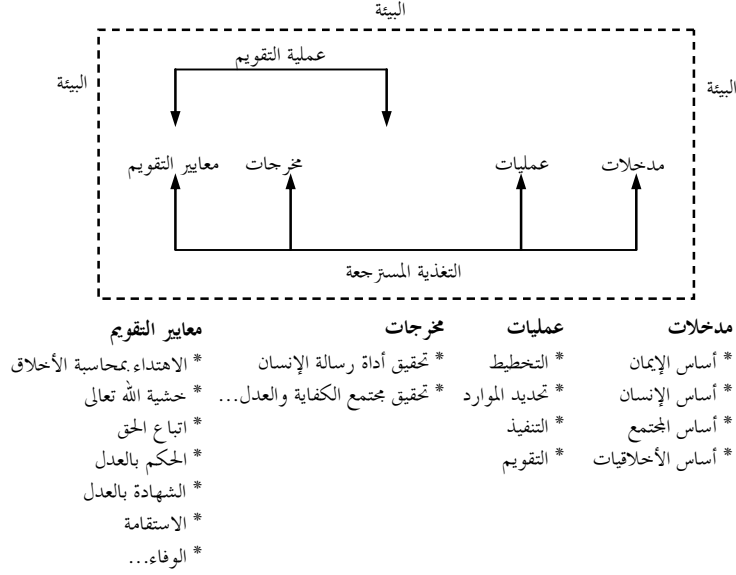 البيئة
عملية التقويم
البيئة
البيئة
مدخلات عمليات مخرجات معايير التقويم
التغذية المسترجعة
مدخلات عمليات مخرجات معايير التقويم
* أساس الإيمان * التخطيط * تحقيق أداة رسالة الإنسان * الاهتداء بمحاسبة الأخلاق
* أساس الإنسان * تحديد الموارد * تحقيق مجتمع الكفاية والعدل... * خشية الله تعالى
* أساس المجتمع * التنفيذ * اتباع الحق
* أساس الأخلاقيات * التقويم * الحكم بالعدل
* الشهادة بالعدل
* الاستقامة
* الوفاء...